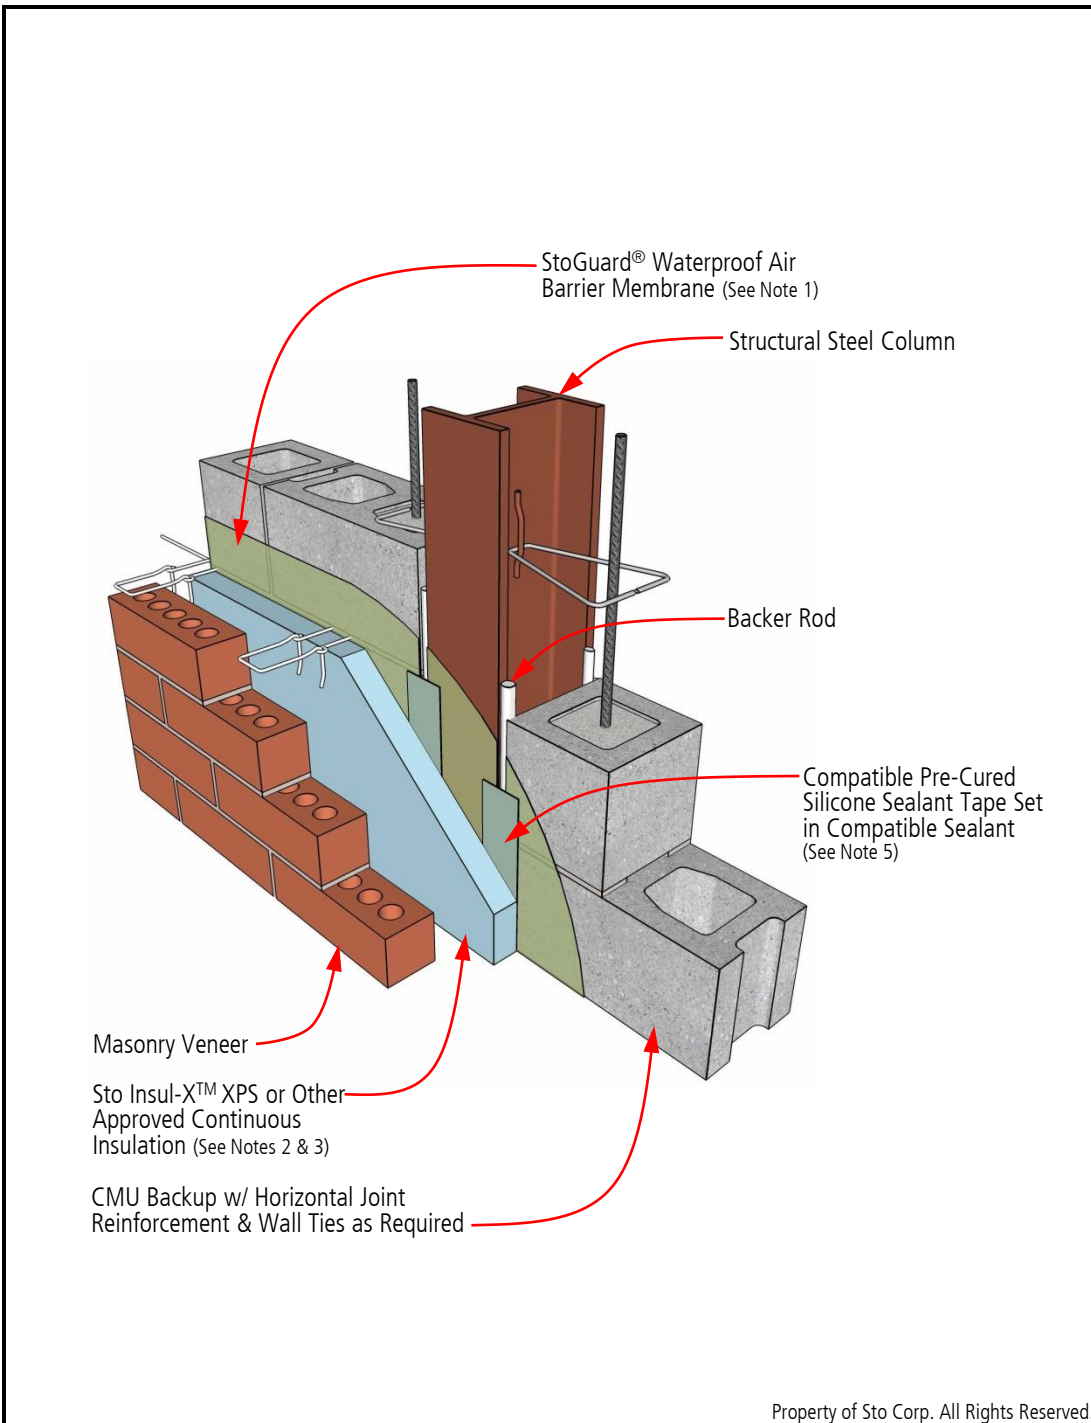 StoGuard® Waterproof Air
Barrier Membrane (See Note 1)
Structural Steel Column
Backer Rod
Compatible Pre-Cured
Silicone Sealant Tape Set
in Compatible Sealant
(See Note 5)
Masonry Veneer
Sto Insul-X™ XPS or Other
Approved Continuous
Insulation (See Notes 2 & 3)
CMU Backup w/ Horizontal Joint
Reinforcement & Wall Ties as Required
Property of Sto Corp. All Rights Reserved